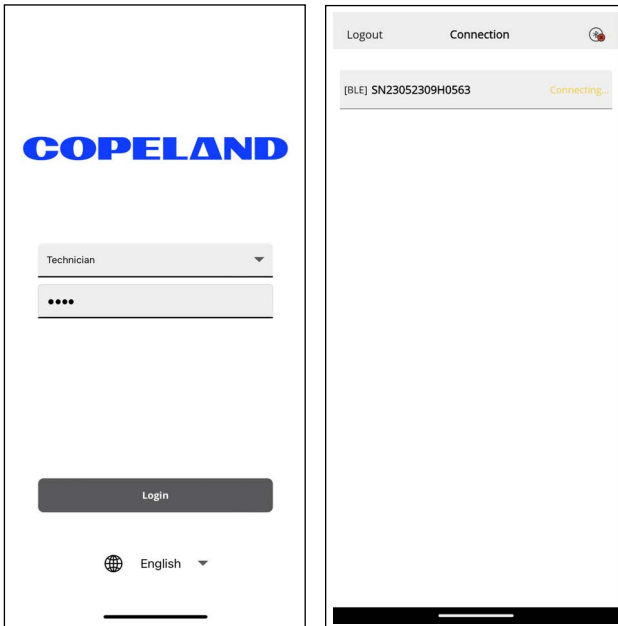 COPELAND
Technician
••••
Login
English
Logout Connection
[BLE] SN23052309H0563 Connecting...